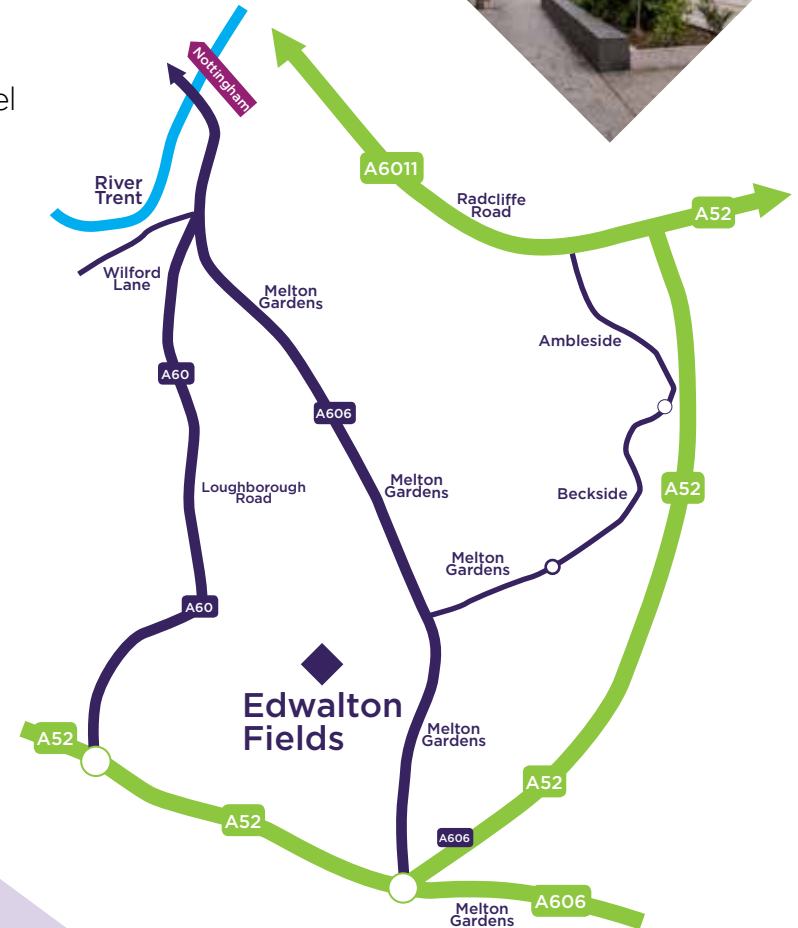 el
Nottingham
A6011
River
Trent
Radcliffe
Road
A52
Wilford
Lane
Melton
Gardens
Ambleside
A60
A606
Loughborough
Road
Melton
Gardens
Beckside
A52
Melton
Gardens
A60
Edwalton
Fields
Melton
Gardens
A52
A52
A52
A606
A606
Melton
Gardens